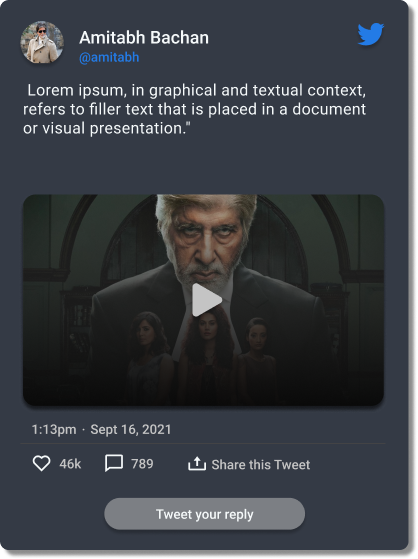 Amitabh Bachan
@amitabh
Lorem ipsum, in graphical and textual context,
refers to filler text that is placed in a document
or visual presentation."
1:13pm · Sept 16, 2021
46k 789 Share this Tweet
Tweet your reply